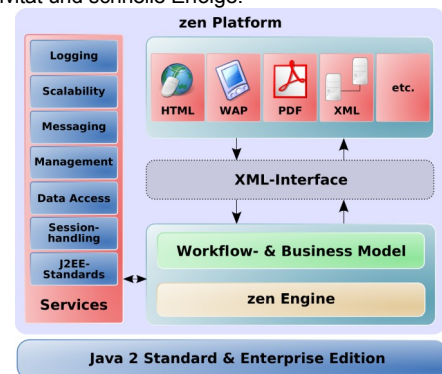 ivität und schnelle Erfolge.
zen Platform
Logging
Scalability
Messaging
Management
Data Access
Session-
handling
J2EE-
Standards
Services
HTML
WAP
PDF
XML
etc.
XML-Interface
Workflow- & Business Model
zen Engine
Java 2 Standard & Enterprise Edition